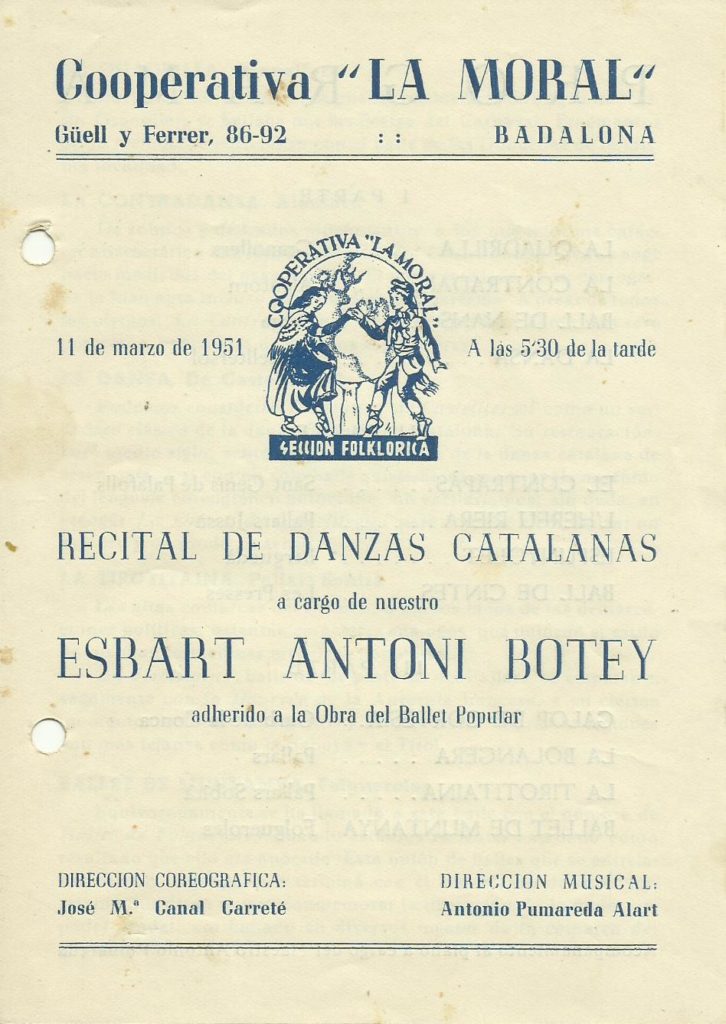 Cooperativa "LA MORAL"
Güell y Ferrer, 86-92 : : BADALONA
COOPERATIVA "LA MORAL"
11 de marzo de 1951
A las 5'30 de la tarde
SECCION FOLKLORICA
RECITAL DE DANZAS CATALANAS
a cargo de nuestro
ESBART ANTONI BOTEY
adherido a la Obra del Ballet Popular
DIRECCION COREOGRAFICA:
José M.ª Canal Carreté
DIRECCION MUSICAL:
Antonio Pumareda Alart